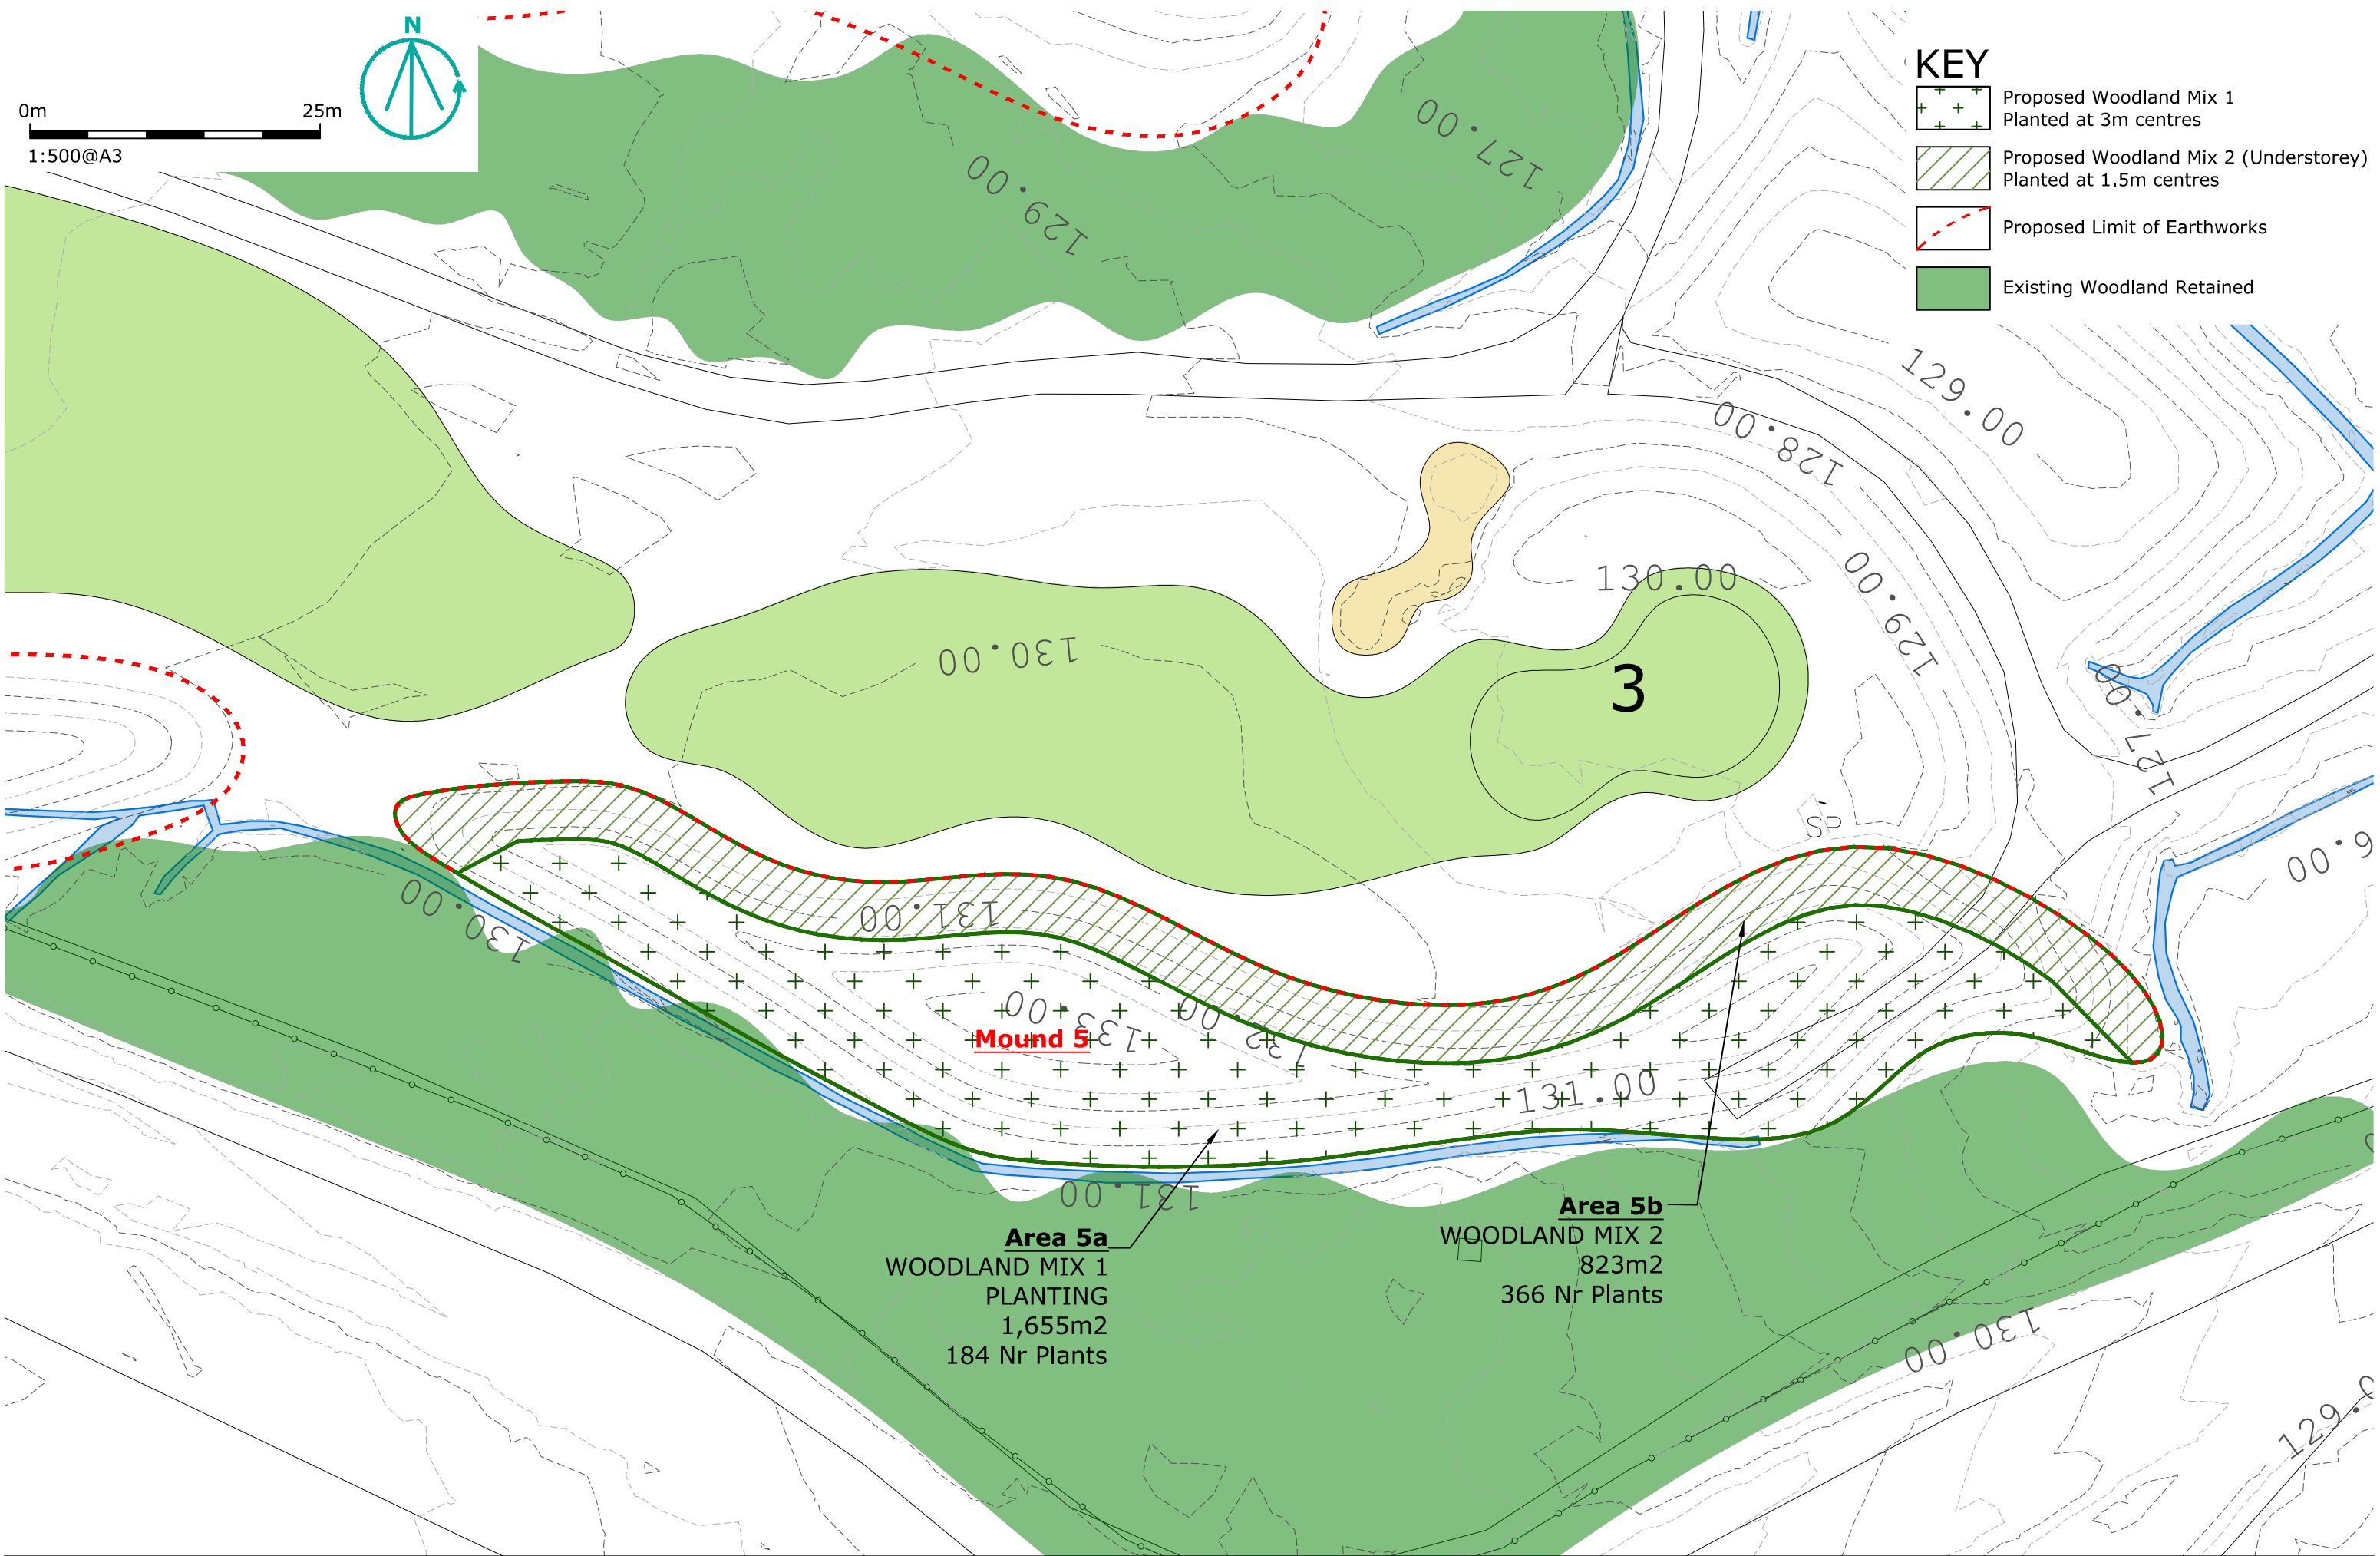 N
0m 25m
1:500@A3
KEY
Proposed Woodland Mix 1
Planted at 3m centres
Proposed Woodland Mix 2 (Understorey)
Planted at 1.5m centres
Proposed Limit of Earthworks
Existing Woodland Retained
127.00
129.00
129.00
128.00
129.00
130.00
130.00
3
127.00
SP
6.00
130.00
131.00
133.00
132.00
Mound 5
131.00
131.00
Area 5a
WOODLAND MIX 1
PLANTING
1,655m2
184 Nr Plants
Area 5b
WOODLAND MIX 2
823m2
366 Nr Plants
130.00
129.0